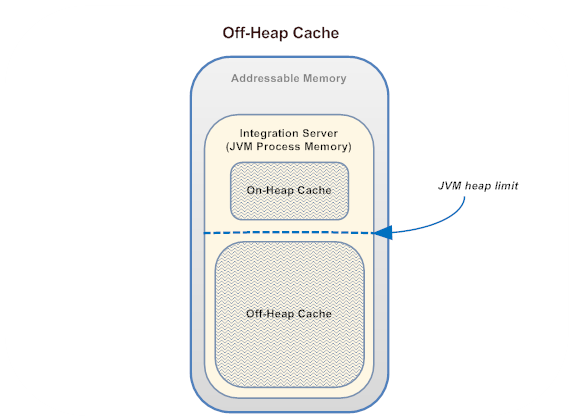 Off-Heap Cache
Addressable Memory
Integration Server
(JVM Process Memory)
On-Heap Cache
JVM heap limit
Off-Heap Cache